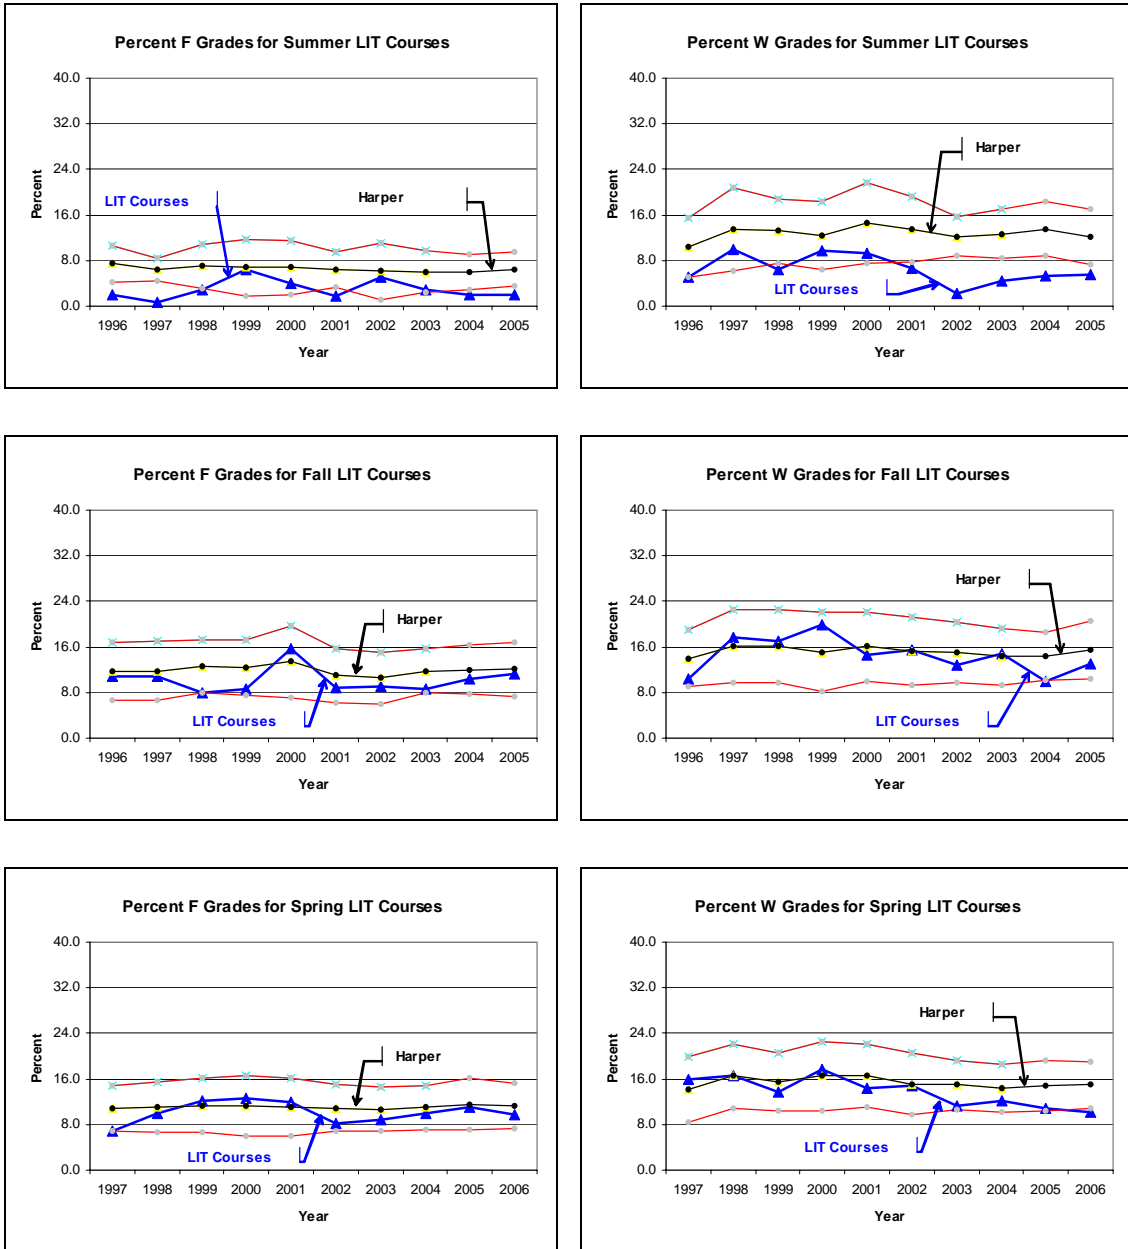 Percent F Grades for Summer LIT Courses
40.0
32.0
24.0
16.0
8.0
0.0
Percent
LIT Courses
Harper
1996 1997 1998 1999 2000 2001 2002 2003 2004 2005
Year
Percent W Grades for Summer LIT Courses
40.0
32.0
24.0
16.0
8.0
0.0
Percent
Harper
LIT Courses
1996 1997 1998 1999 2000 2001 2002 2003 2004 2005
Year
Percent F Grades for Fall LIT Courses
40.0
32.0
24.0
16.0
8.0
0.0
Percent
Harper
LIT Courses
1996 1997 1998 1999 2000 2001 2002 2003 2004 2005
Year
Percent W Grades for Fall LIT Courses
40.0
32.0
24.0
16.0
8.0
0.0
Percent
Harper
LIT Courses
1996 1997 1998 1999 2000 2001 2002 2003 2004 2005
Year
Percent F Grades for Spring LIT Courses
40.0
32.0
24.0
16.0
8.0
0.0
Percent
Harper
LIT Courses
1997 1998 1999 2000 2001 2002 2003 2004 2005 2006
Year
Percent W Grades for Spring LIT Courses
40.0
32.0
24.0
16.0
8.0
0.0
Percent
Harper
LIT Courses
1997 1998 1999 2000 2001 2002 2003 2004 2005 2006
Year